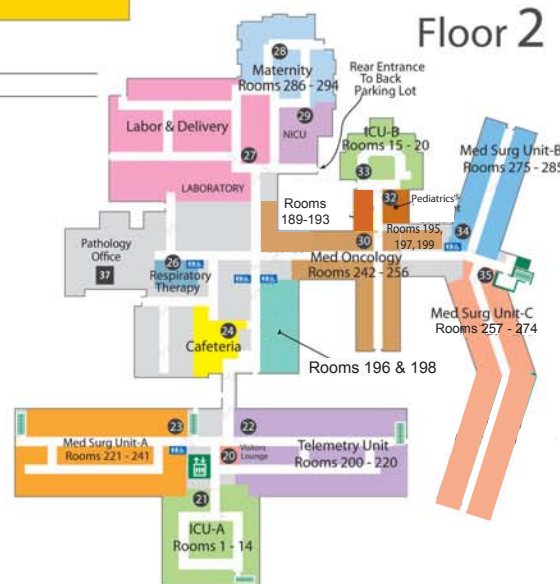 Floor 2
28
Maternity
Rooms 286 - 294
Rear Entrance
To Back
Parking Lot
29
NICU
Labor & Delivery
27
LABORATORY
ICU-B
Rooms 15 - 20
33
Med Surg Unit-B
Rooms 275 - 285
32
Pediatrics
Rooms
189-193
Rooms 195,
197, 199
34
30
Med Oncology
Rooms 242 - 256
35
Pathology
Office
37
26
Respiratory
Therapy
Med Surg Unit-C
Rooms 257 - 274
24
Cafeteria
Rooms 196 & 198
23
22
Med Surg Unit-A
Rooms 221 - 241
20
Visitors
Lounge
Telemetry Unit
Rooms 200 - 220
21
ICU-A
Rooms 1 - 14